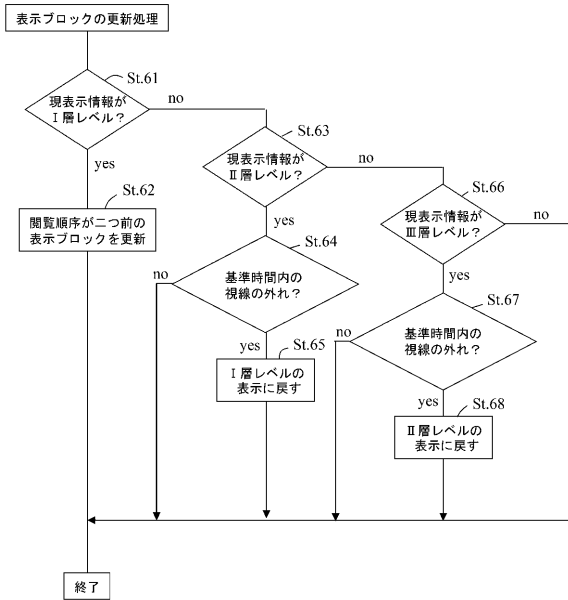 表示ブロックの更新処理
St.61
現表示情報が
Ⅰ層レベル？
no
yes
St.62
閲覧順序が二つ前の
表示ブロックを更新
St.63
現表示情報が
Ⅱ層レベル？
no
yes
St.64
基準時間内の
視線の外れ？
no
yes
St.65
Ⅰ層レベルの
表示に戻す
St.66
現表示情報が
Ⅲ層レベル？
no
yes
St.67
基準時間内の
視線の外れ？
no
yes
St.68
Ⅱ層レベルの
表示に戻す
終了